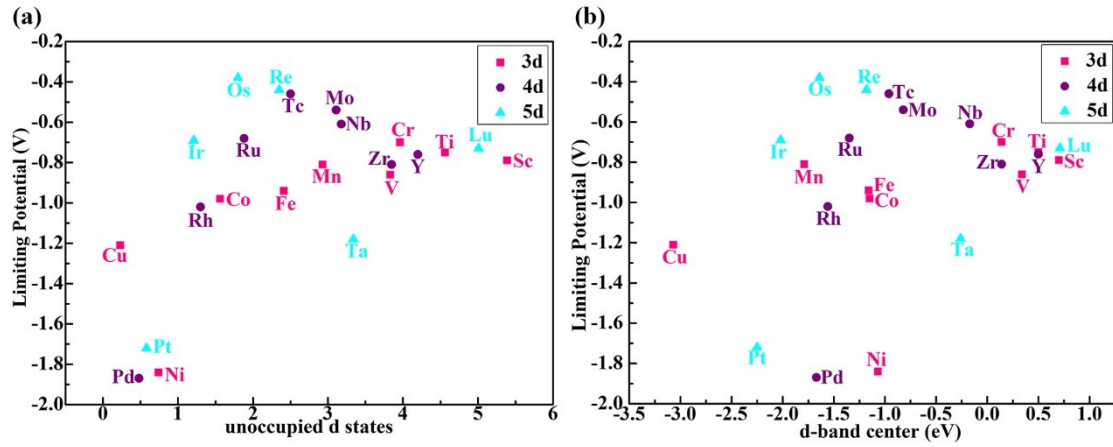 (a)
Limiting Potential (V)
-0.2
-0.4
-0.6
-0.8
-1.0
-1.2
-1.4
-1.6
-1.8
-2.0
3d
4d
5d
Os
Re
Tc
Mo
Nb
Ir
Ru
Cr
Ti
Lu
Mn
Zr
Y
Sc
V
Co
Fe
Rh
Cu
Ta
Pt
Pd
Ni
0 1 2 3 4 5 6
unoccupied d states
(b)
Limiting Potential (V)
-0.2
-0.4
-0.6
-0.8
-1.0
-1.2
-1.4
-1.6
-1.8
-2.0
3d
4d
5d
Os
Re
Tc
Mo
Nb
Ir
Ru
Cr
Ti
Lu
Mn
Zr
Y
Sc
Fe
V
Co
Rh
Cu
Ta
Pt
Ni
Pd
-3.5 -3.0 -2.5 -2.0 -1.5 -1.0 -0.5 0.0 0.5 1.0
d-band center (eV)